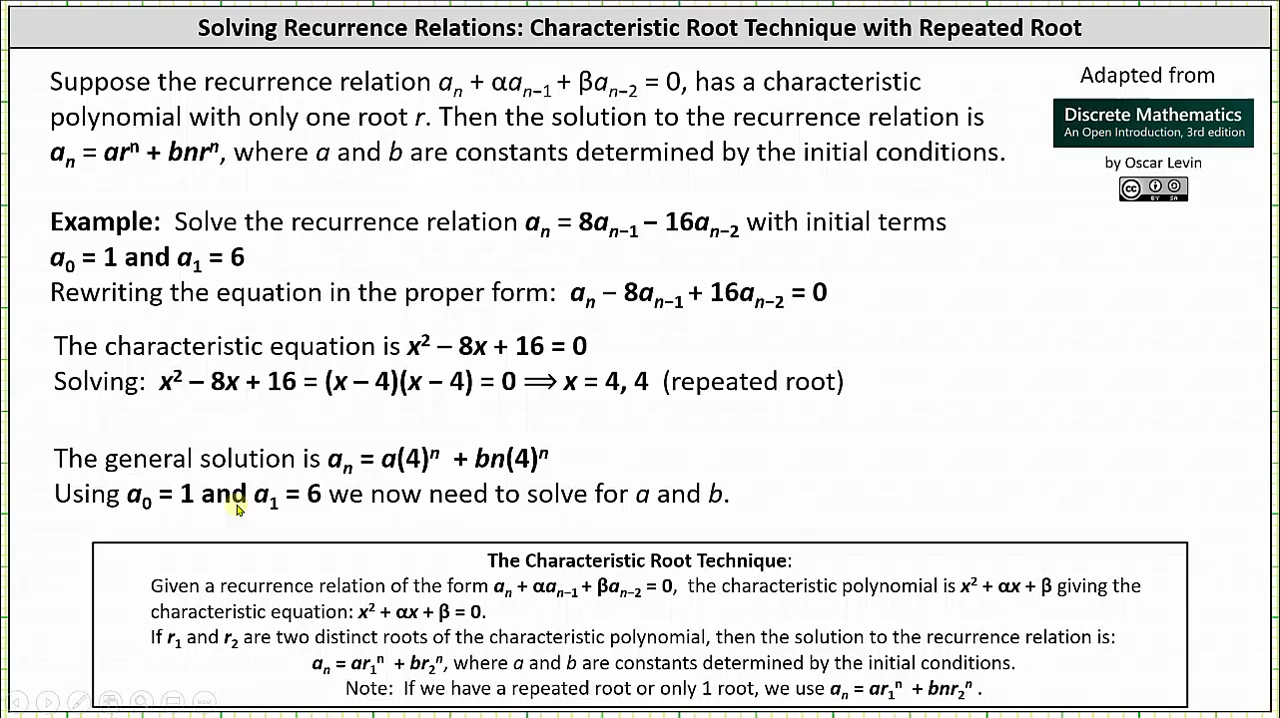 Solving Recurrence Relations: Characteristic Root Technique with Repeated Root
Suppose the recurrence relation aₙ + αaₙ₋₁ + βaₙ₋₂ = 0, has a characteristic
polynomial with only one root r. Then the solution to the recurrence relation is
aₙ = arⁿ + bnrⁿ, where a and b are constants determined by the initial conditions.
Adapted from
Discrete Mathematics
An Open Introduction, 3rd edition
by Oscar Levin
cc BY SA
Example: Solve the recurrence relation aₙ = 8aₙ₋₁ − 16aₙ₋₂ with initial terms
a₀ = 1 and a₁ = 6
Rewriting the equation in the proper form: aₙ − 8aₙ₋₁ + 16aₙ₋₂ = 0
The characteristic equation is x² – 8x + 16 = 0
Solving: x² – 8x + 16 = (x – 4)(x – 4) = 0 ⟹ x = 4, 4 (repeated root)
The general solution is aₙ = a(4)ⁿ + bn(4)ⁿ
Using a₀ = 1 and a₁ = 6 we now need to solve for a and b.
The Characteristic Root Technique:
Given a recurrence relation of the form aₙ + αaₙ₋₁ + βaₙ₋₂ = 0, the characteristic polynomial is x² + αx + β giving the
characteristic equation: x² + αx + β = 0.
If r₁ and r₂ are two distinct roots of the characteristic polynomial, then the solution to the recurrence relation is:
aₙ = ar₁ⁿ + br₂ⁿ, where a and b are constants determined by the initial conditions.
Note: If we have a repeated root or only 1 root, we use aₙ = ar₁ⁿ + bnr₂ⁿ .